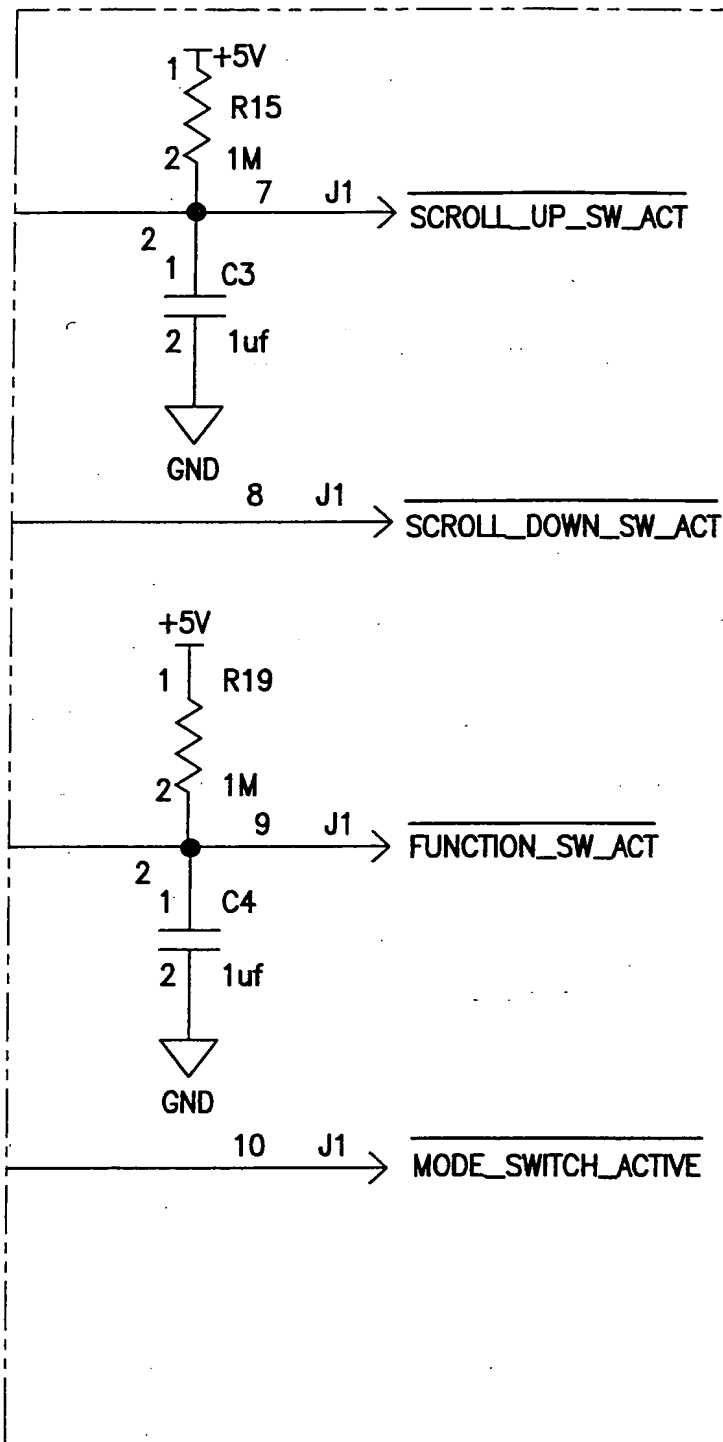 1 +5V
R15
2 1M
7 J1
SCROLL_UP_SW_ACT
2
1 C3
2 1uf
GND
8 J1
SCROLL_DOWN_SW_ACT
+5V
1 R19
2 1M
9 J1
FUNCTION_SW_ACT
2
1 C4
2 1uf
GND
10 J1
MODE_SWITCH_ACTIVE